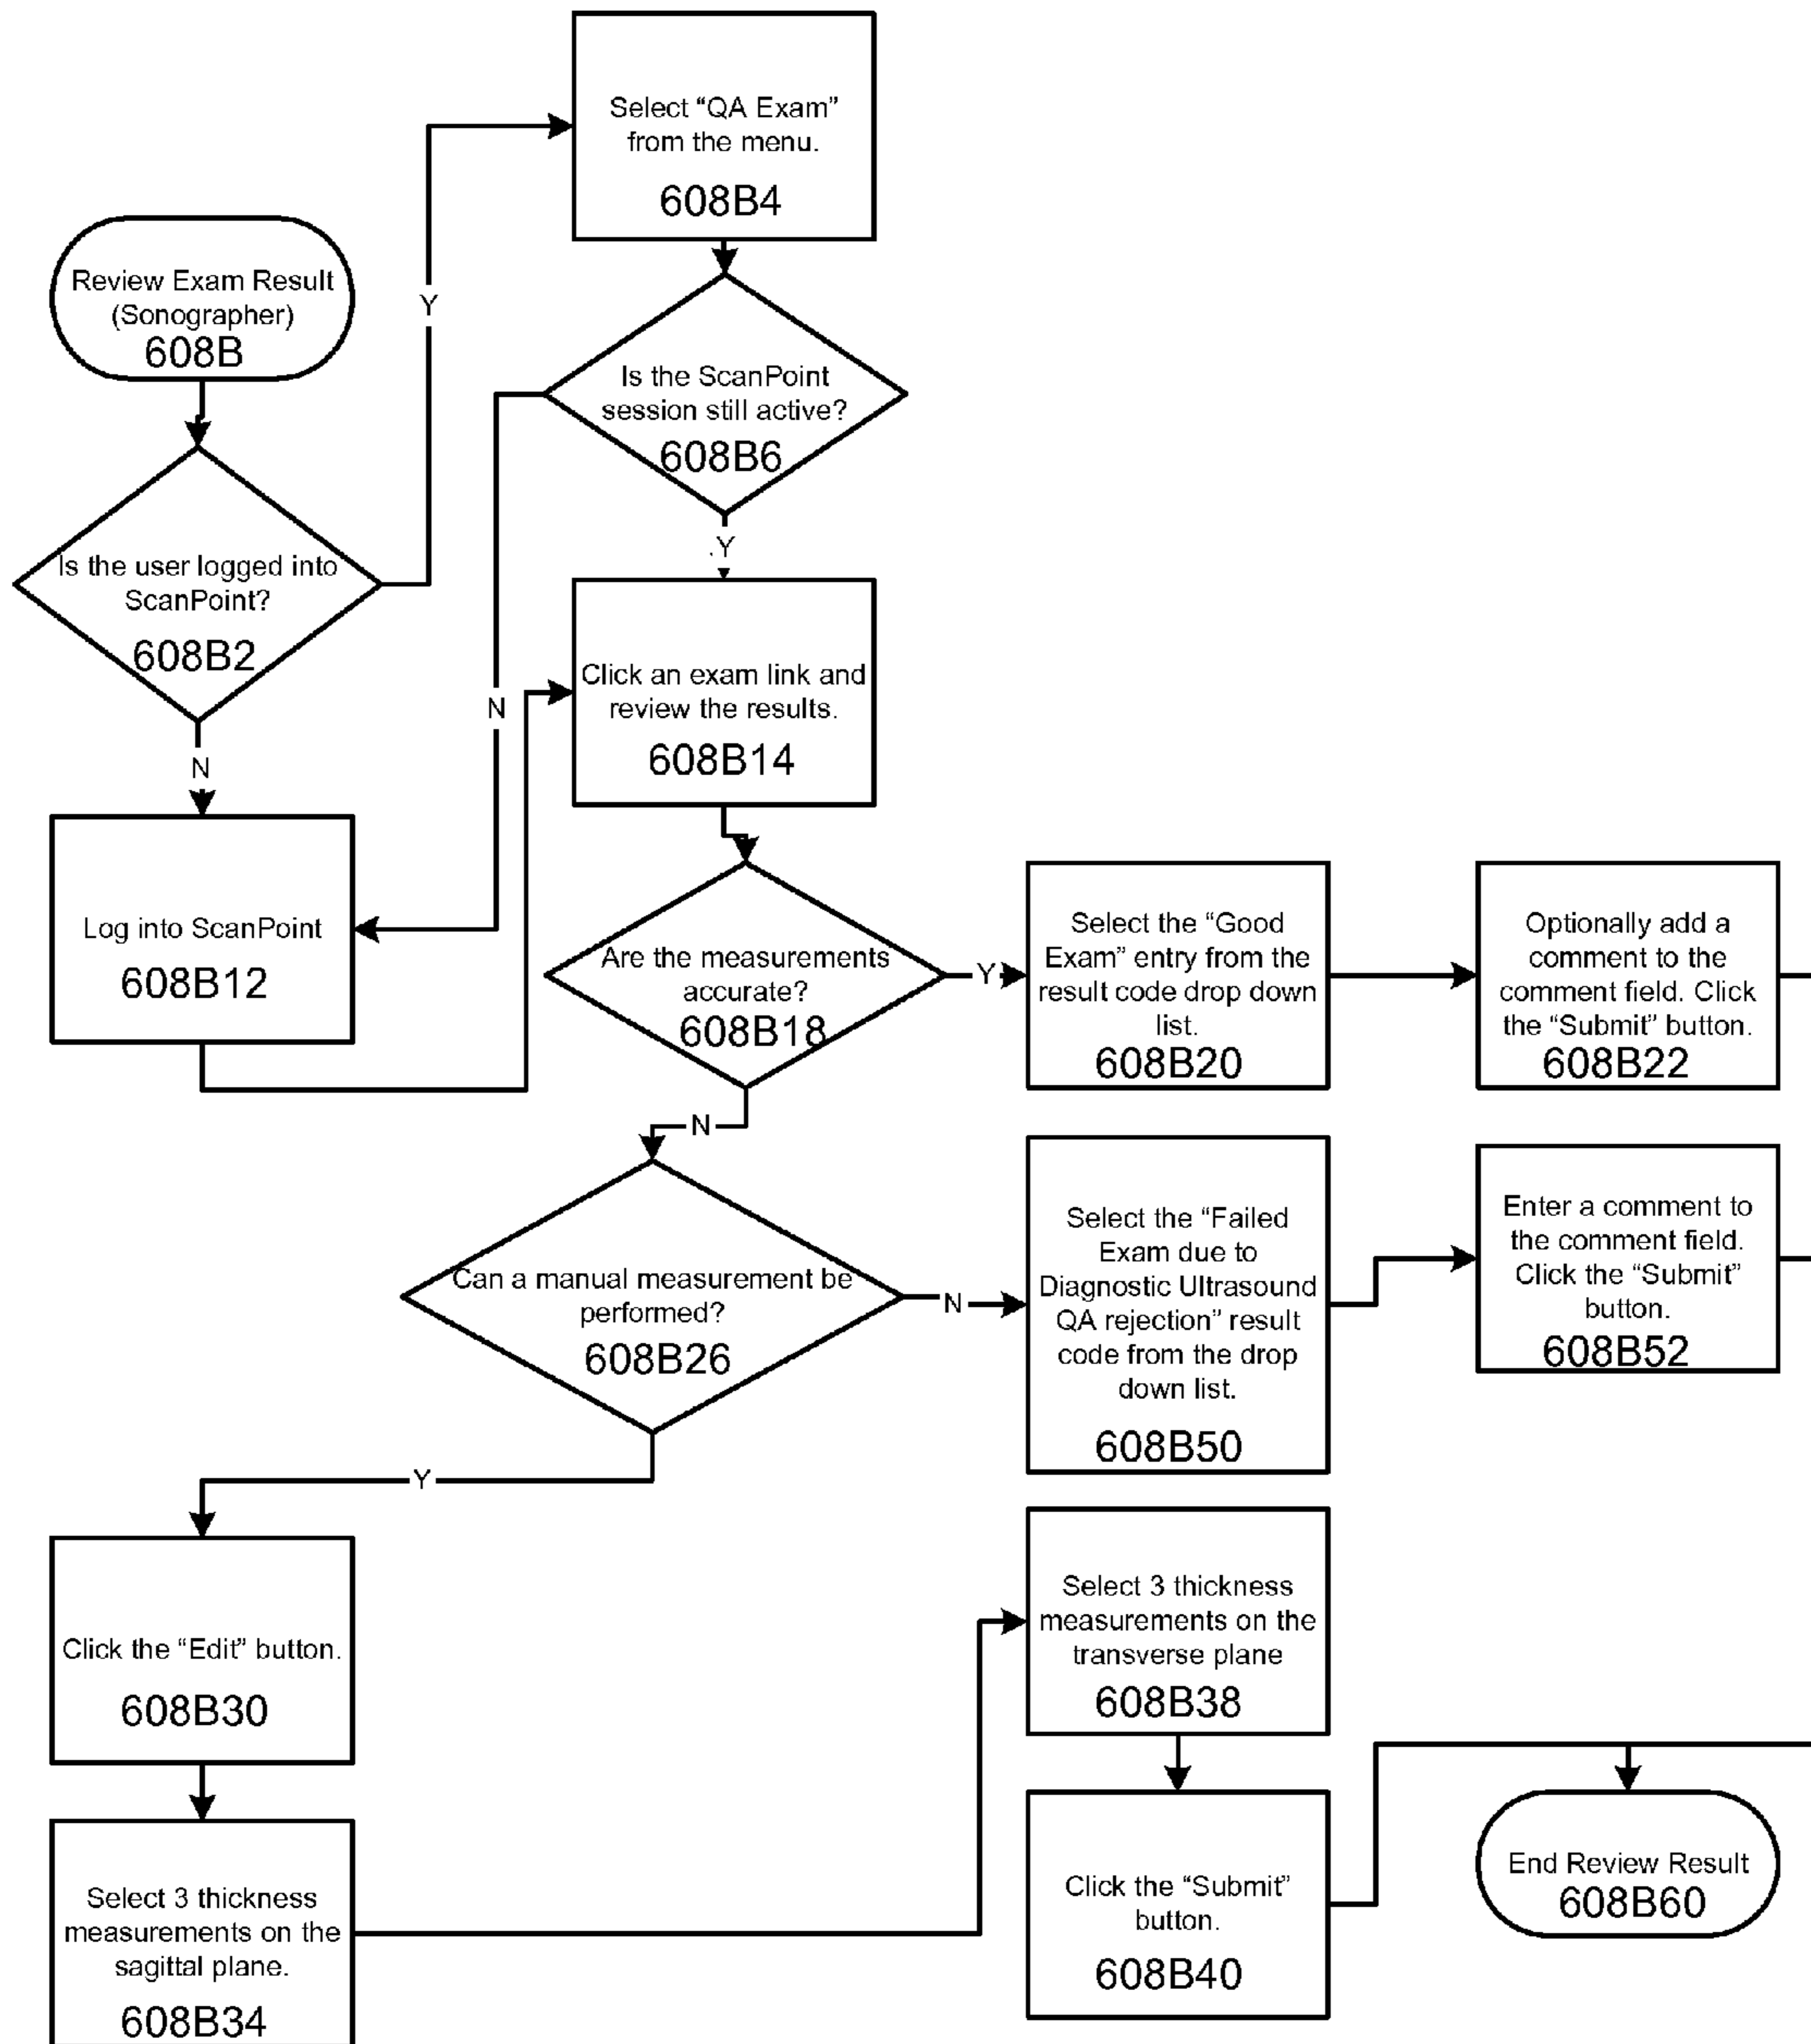 Select “QA Exam”
from the menu.
608B4
Review Exam Result
(Sonographer)
608B
Y
Is the ScanPoint
session still active?
608B6
Is the user logged into
ScanPoint?
608B2
.Y
N
N
Click an exam link and
review the results.
608B14
Log into ScanPoint
608B12
Are the measurements
accurate?
608B18
Y
Select the “Good
Exam” entry from the
result code drop down
list.
608B20
Optionally add a
comment to the
comment field. Click
the “Submit” button.
608B22
N
Can a manual measurement be
performed?
608B26
N
Select the “Failed
Exam due to
Diagnostic Ultrasound
QA rejection” result
code from the drop
down list.
608B50
Enter a comment to
the comment field.
Click the “Submit”
button.
608B52
Y
Click the “Edit” button.
608B30
Select 3 thickness
measurements on the
sagittal plane.
608B34
Select 3 thickness
measurements on the
transverse plane
608B38
Click the “Submit”
button.
608B40
End Review Result
608B60